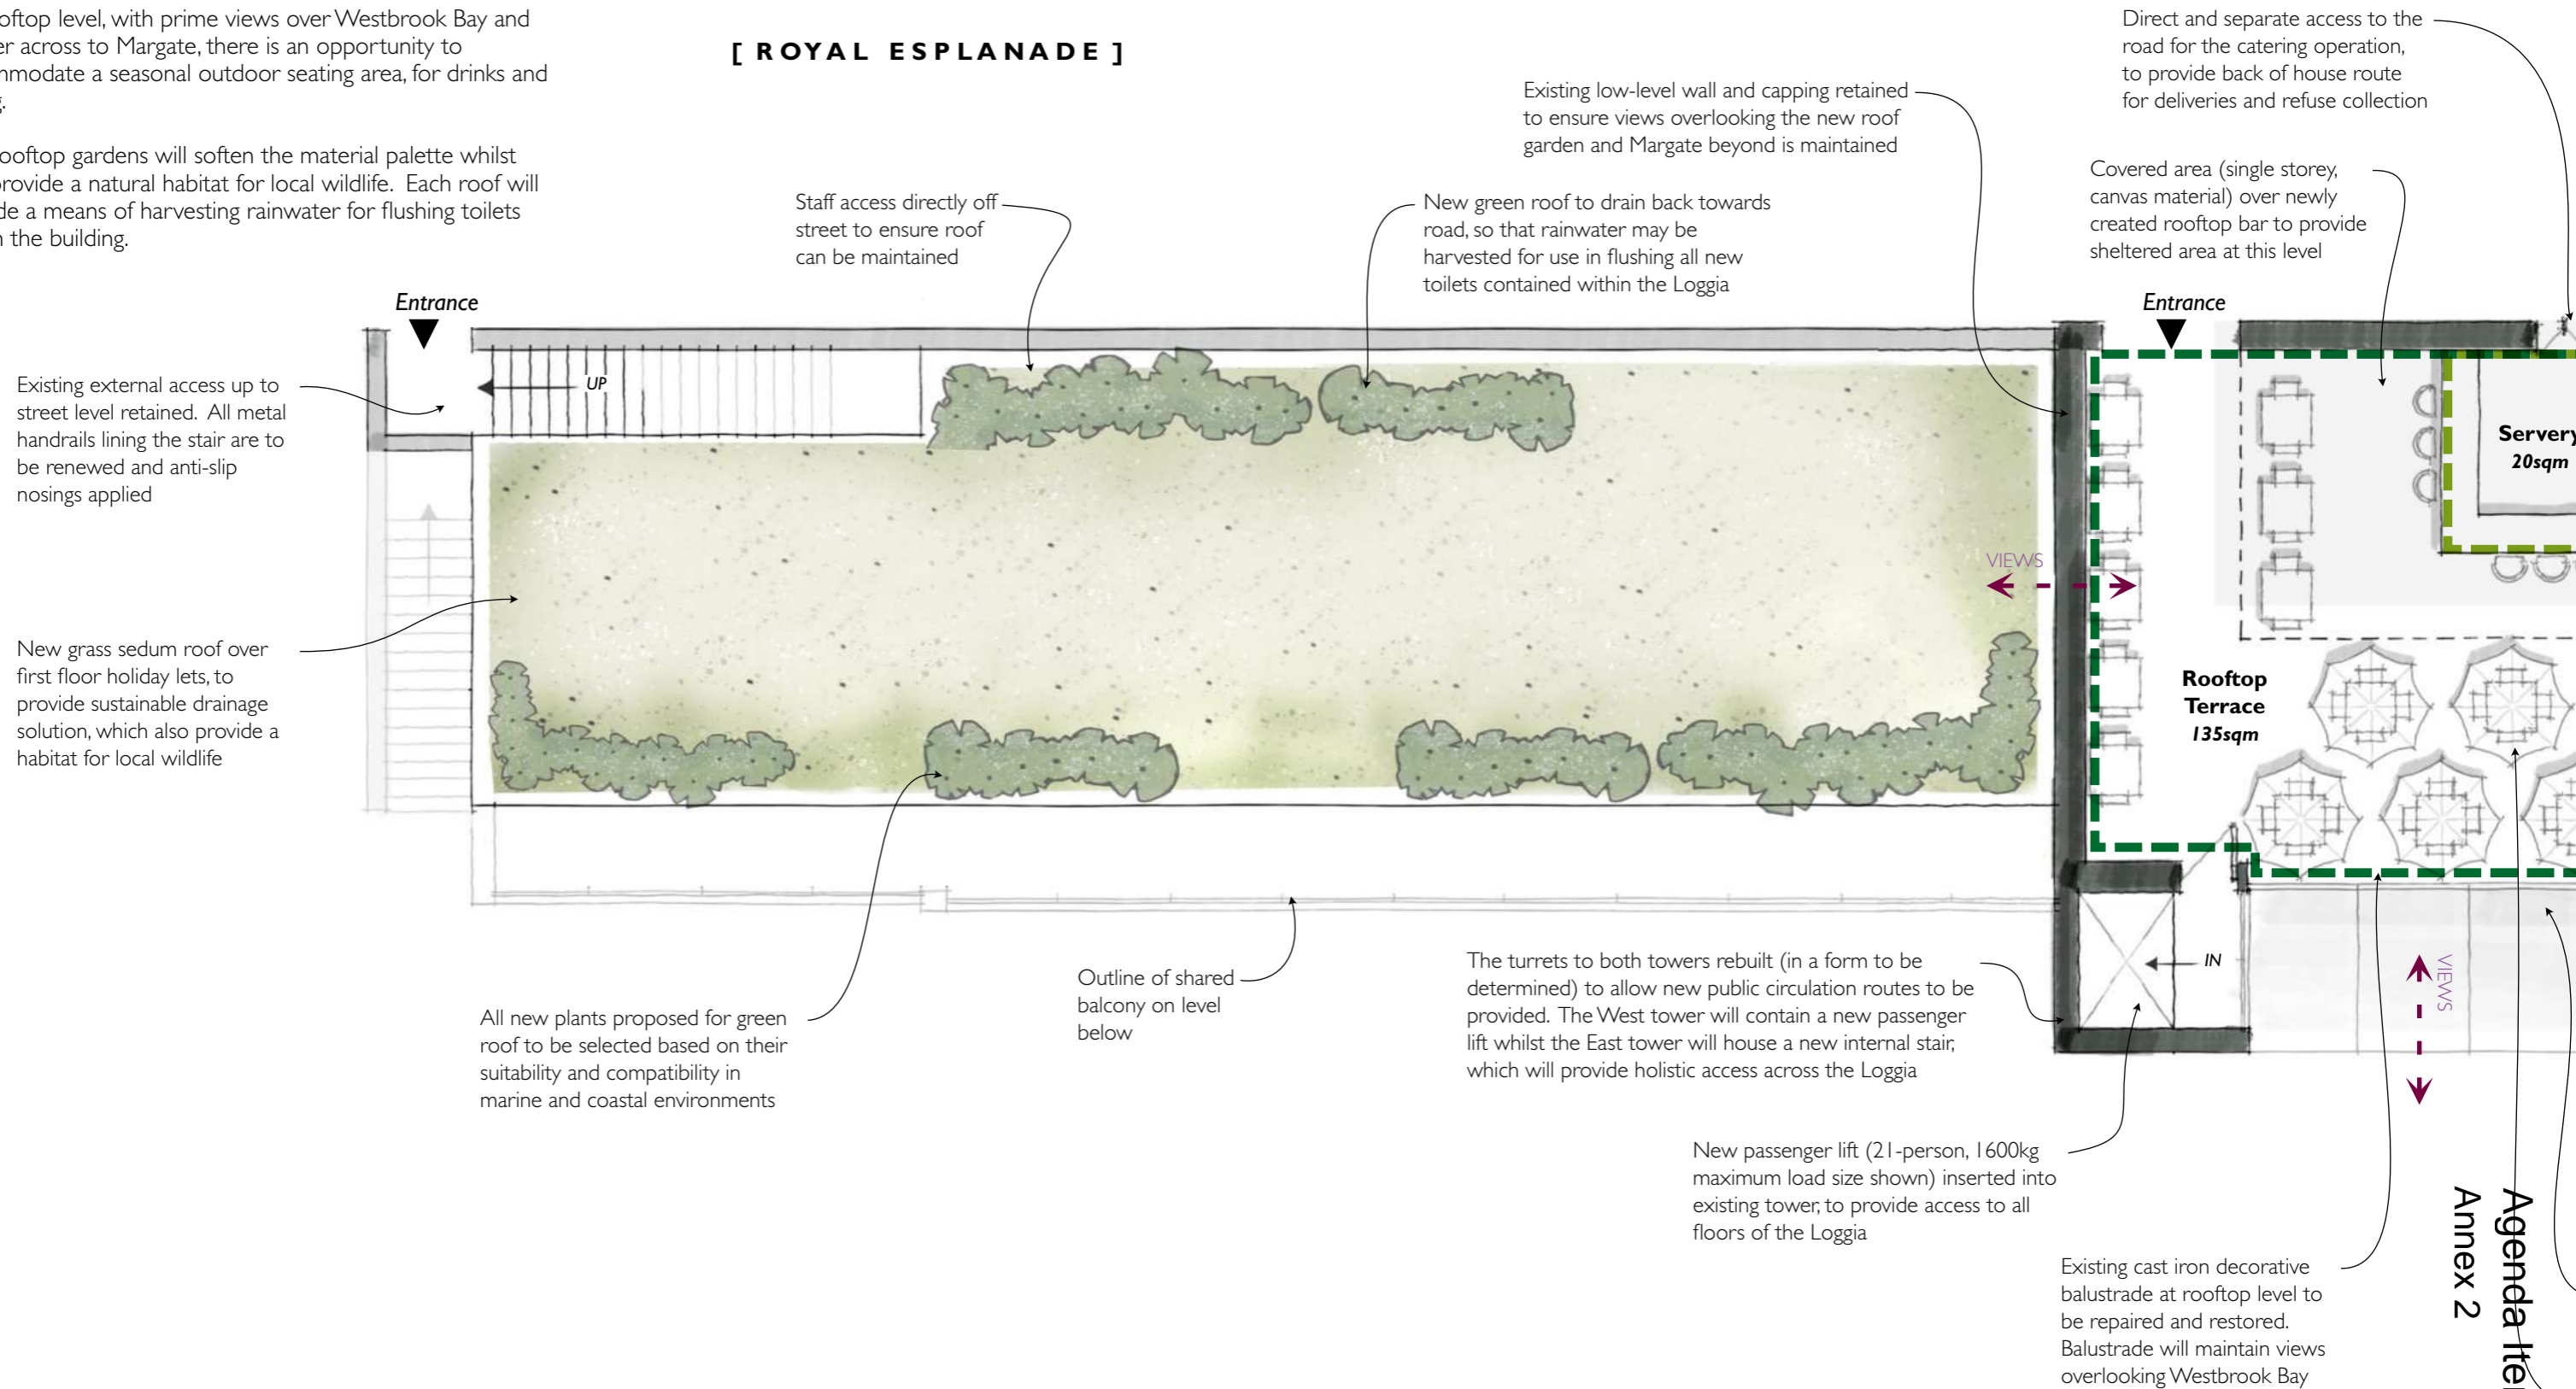 oftop level, with prime views over Westbrook Bay and
er across to Margate, there is an opportunity to
nmodate a seasonal outdoor seating area, for drinks and
g.
ooftop gardens will soften the material palette whilst
provide a natural habitat for local wildlife. Each roof will
de a means of harvesting rainwater for flushing toilets
n the building.
[ ROYAL ESPLANADE ]
Direct and separate access to the
road for the catering operation,
to provide back of house route
for deliveries and refuse collection
Existing low-level wall and capping retained
to ensure views overlooking the new roof
garden and Margate beyond is maintained
Covered area (single storey,
canvas material) over newly
created rooftop bar to provide
sheltered area at this level
Staff access directly off
street to ensure roof
can be maintained
New green roof to drain back towards
road, so that rainwater may be
harvested for use in flushing all new
toilets contained within the Loggia
Entrance
Entrance
Existing external access up to
street level retained. All metal
handrails lining the stair are to
be renewed and anti-slip
nosings applied
UP
Servery
20sqm
VIEWS
New grass sedum roof over
first floor holiday lets, to
provide sustainable drainage
solution, which also provide a
habitat for local wildlife
Rooftop
Terrace
135sqm
The turrets to both towers rebuilt (in a form to be
determined) to allow new public circulation routes to be
provided. The West tower will contain a new passenger
lift whilst the East tower will house a new internal stair,
which will provide holistic access across the Loggia
IN
VIEWS
Outline of shared
balcony on level
below
All new plants proposed for green
roof to be selected based on their
suitability and compatibility in
marine and coastal environments
New passenger lift (21-person, 1600kg
maximum load size shown) inserted into
existing tower, to provide access to all
floors of the Loggia
Existing cast iron decorative
balustrade at rooftop level to
be repaired and restored.
Balustrade will maintain views
overlooking Westbrook Bay
Agenda Ite
Annex 2